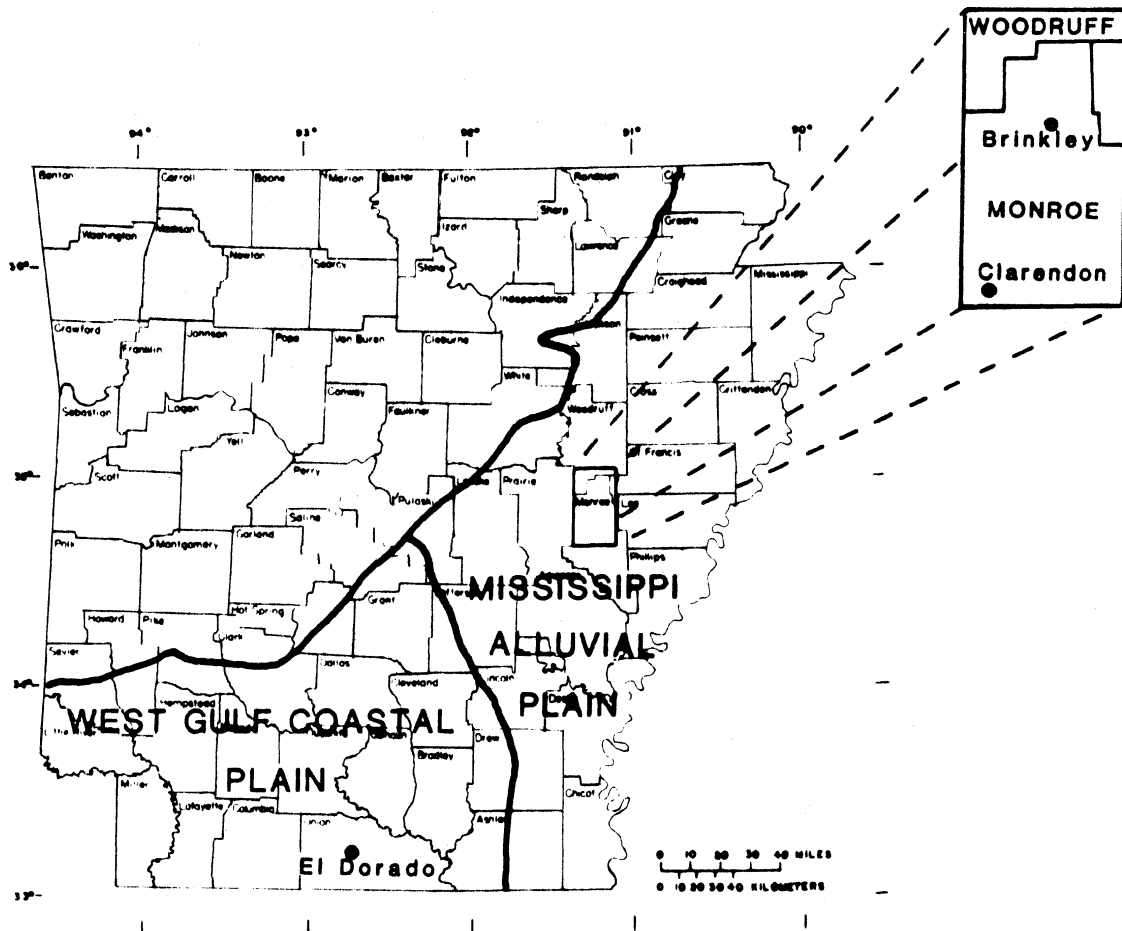 WOODRUFF
Brinkley
MONROE
Clarendon
94° 93° 92° 91° 90°
Benton Carroll Boone Marion Baxter Fulton Randolph Clay
Sharp
Washington Madison Izard Greene
Newton Searcy Stone Lawrence
Craighead Mississippi
Independence
Crawford Johnson Pope Van Buren Cleburne Poinsett
Franklin
White
Conway Cross Crittenden
Sebastian Logan Faulkner Woodruff
Yell
Scott Perry Prairie St Francis
Pulaski Monroe Lee
Saline
Polk Montgomery Garland
Phillips
MISSISSIPPI
Grant
Howard Pike Hot Spring
Clark
ALLUVIAL
Sevier Dallas
34°
Cleveland Lincoln
PLAIN
Hempstead
WEST GULF COASTAL
Drew
Bradley
PLAIN
Miller Chicot
Lafayette Columbia
Union Ashley
El Dorado
0 10 20 30 40 MILES
0 10 20 30 40 KILOMETERS
33°